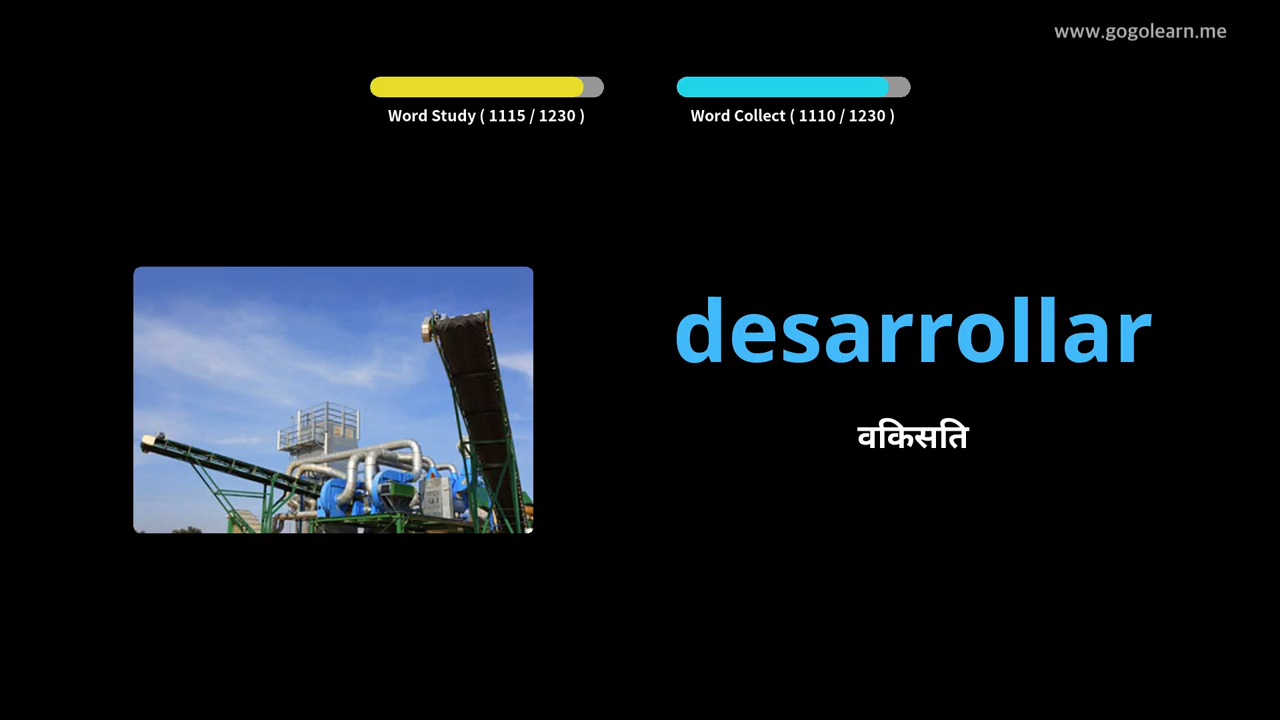 www.gogolearn.me
Word Study ( 1115 / 1230 )
Word Collect ( 1110 / 1230 )
desarrollar
वकिसति